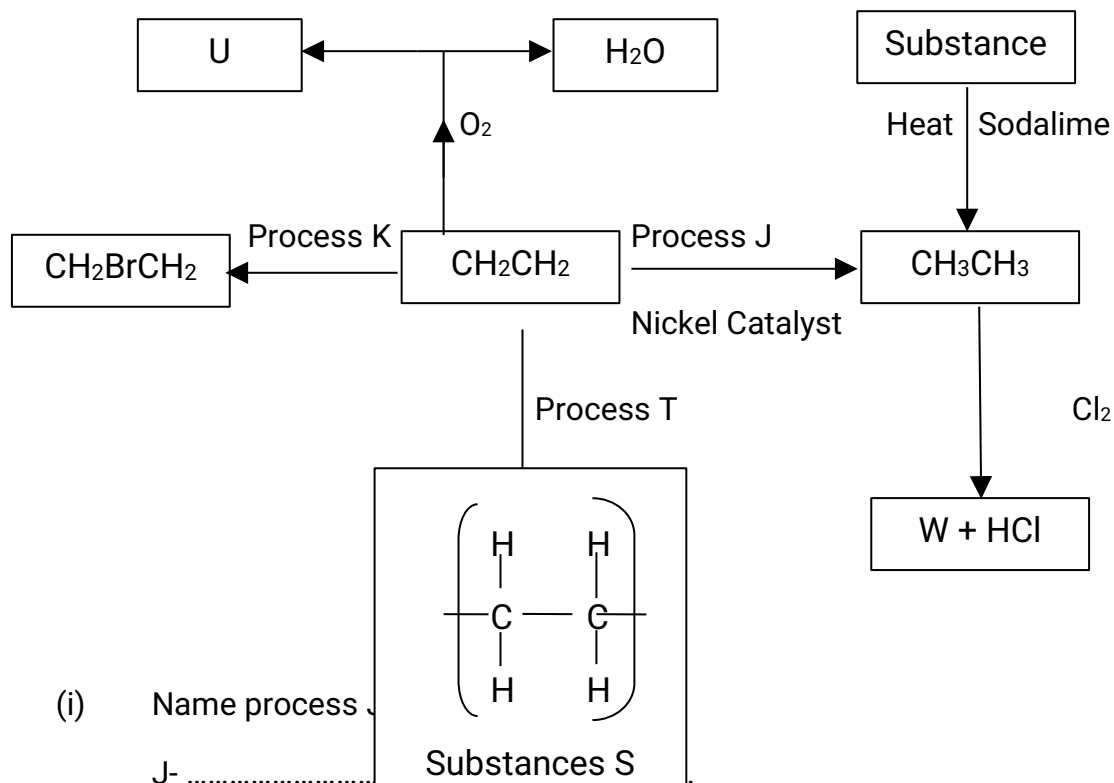 U
H₂O
Substance
O₂
Heat
Sodalime
Process K
Process J
CH₂BrCH₂
CH₂CH₂
CH₃CH₃
Nickel Catalyst
Process T
Cl₂
W + HCl
H H
C C
H H
(i) Name process
Substances S
J- ................................